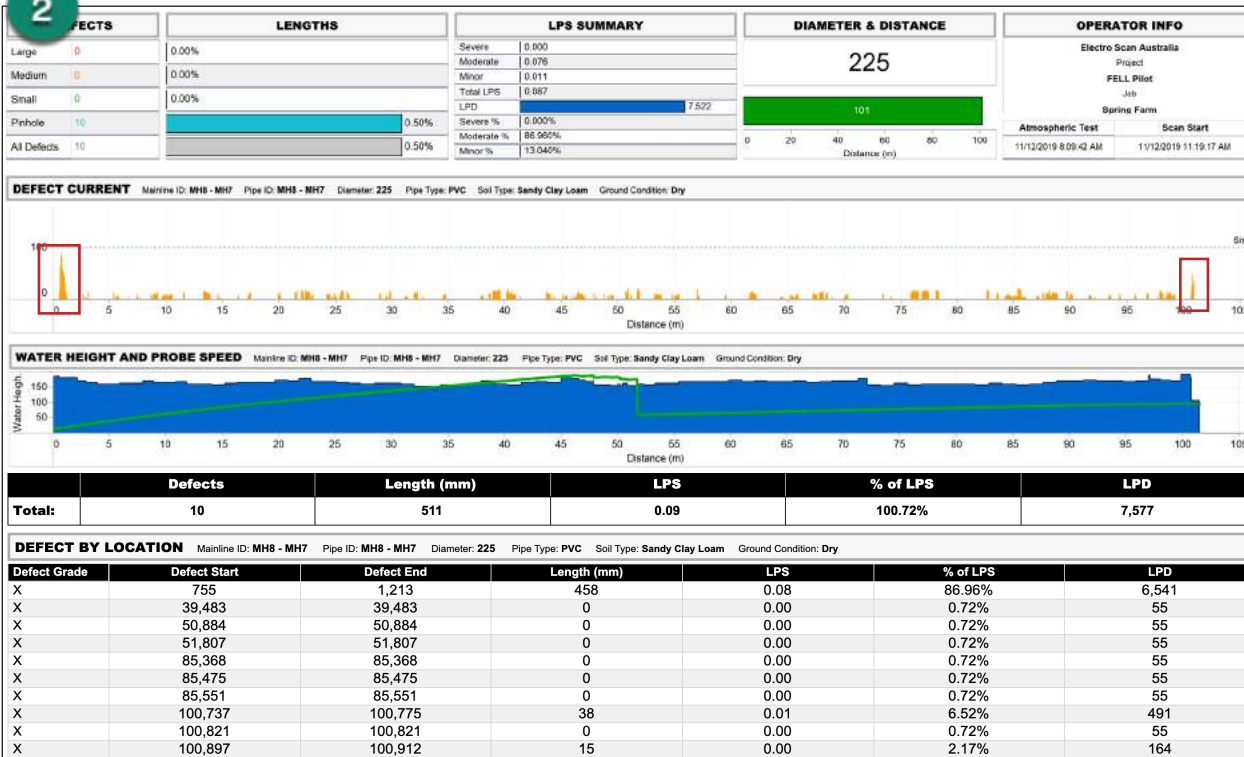 2
FECTS
Large 0
Medium 0
Small 0
Pinhole 10
All Defects 10
LENGTHS
0.00%
0.00%
0.00%
0.50%
0.50%
LPS SUMMARY
Severe 0.000
Moderate 0.076
Minor 0.011
Total LPS 0.087
LPD 7,522
Severe % 0.000%
Moderate % 86.960%
Minor % 13.040%
DIAMETER & DISTANCE
225
101
0 20 40 60 80 100
Distance (m)
OPERATOR INFO
Electro Scan Australia
Project
FELL Pilot
Job
Spring Farm
Atmospheric Test Scan Start
11/12/2019 8:09:42 AM 11/12/2019 11:19:17 AM
DEFECT CURRENT Mainline ID: MH8 - MH7 Pipe ID: MH8 - MH7 Diameter: 225 Pipe Type: PVC Soil Type: Sandy Clay Loam Ground Condition: Dry
100
Sm
0
0 5 10 15 20 25 30 35 40 45 50 55 60 65 70 75 80 85 90 95 100 10
Distance (m)
WATER HEIGHT AND PROBE SPEED Mainline ID: MH8 - MH7 Pipe ID: MH8 - MH7 Diameter: 225 Pipe Type: PVC Soil Type: Sandy Clay Loam Ground Condition: Dry
Water Heigh.
150
100
50
0 5 10 15 20 25 30 35 40 45 50 55 60 65 70 75 80 85 90 95 100 10
Distance (m)
Defects Length (mm) LPS % of LPS LPD
Total: 10 511 0.09 100.72% 7,577
DEFECT BY LOCATION Mainline ID: MH8 - MH7 Pipe ID: MH8 - MH7 Diameter: 225 Pipe Type: PVC Soil Type: Sandy Clay Loam Ground Condition: Dry
Defect Grade Defect Start Defect End Length (mm) LPS % of LPS LPD
X 755 1,213 458 0.08 86.96% 6,541
X 39,483 39,483 0 0.00 0.72% 55
X 50,884 50,884 0 0.00 0.72% 55
X 51,807 51,807 0 0.00 0.72% 55
X 85,368 85,368 0 0.00 0.72% 55
X 85,475 85,475 0 0.00 0.72% 55
X 85,551 85,551 0 0.00 0.72% 55
X 100,737 100,775 38 0.01 6.52% 491
X 100,821 100,821 0 0.00 0.72% 55
X 100,897 100,912 15 0.00 2.17% 164